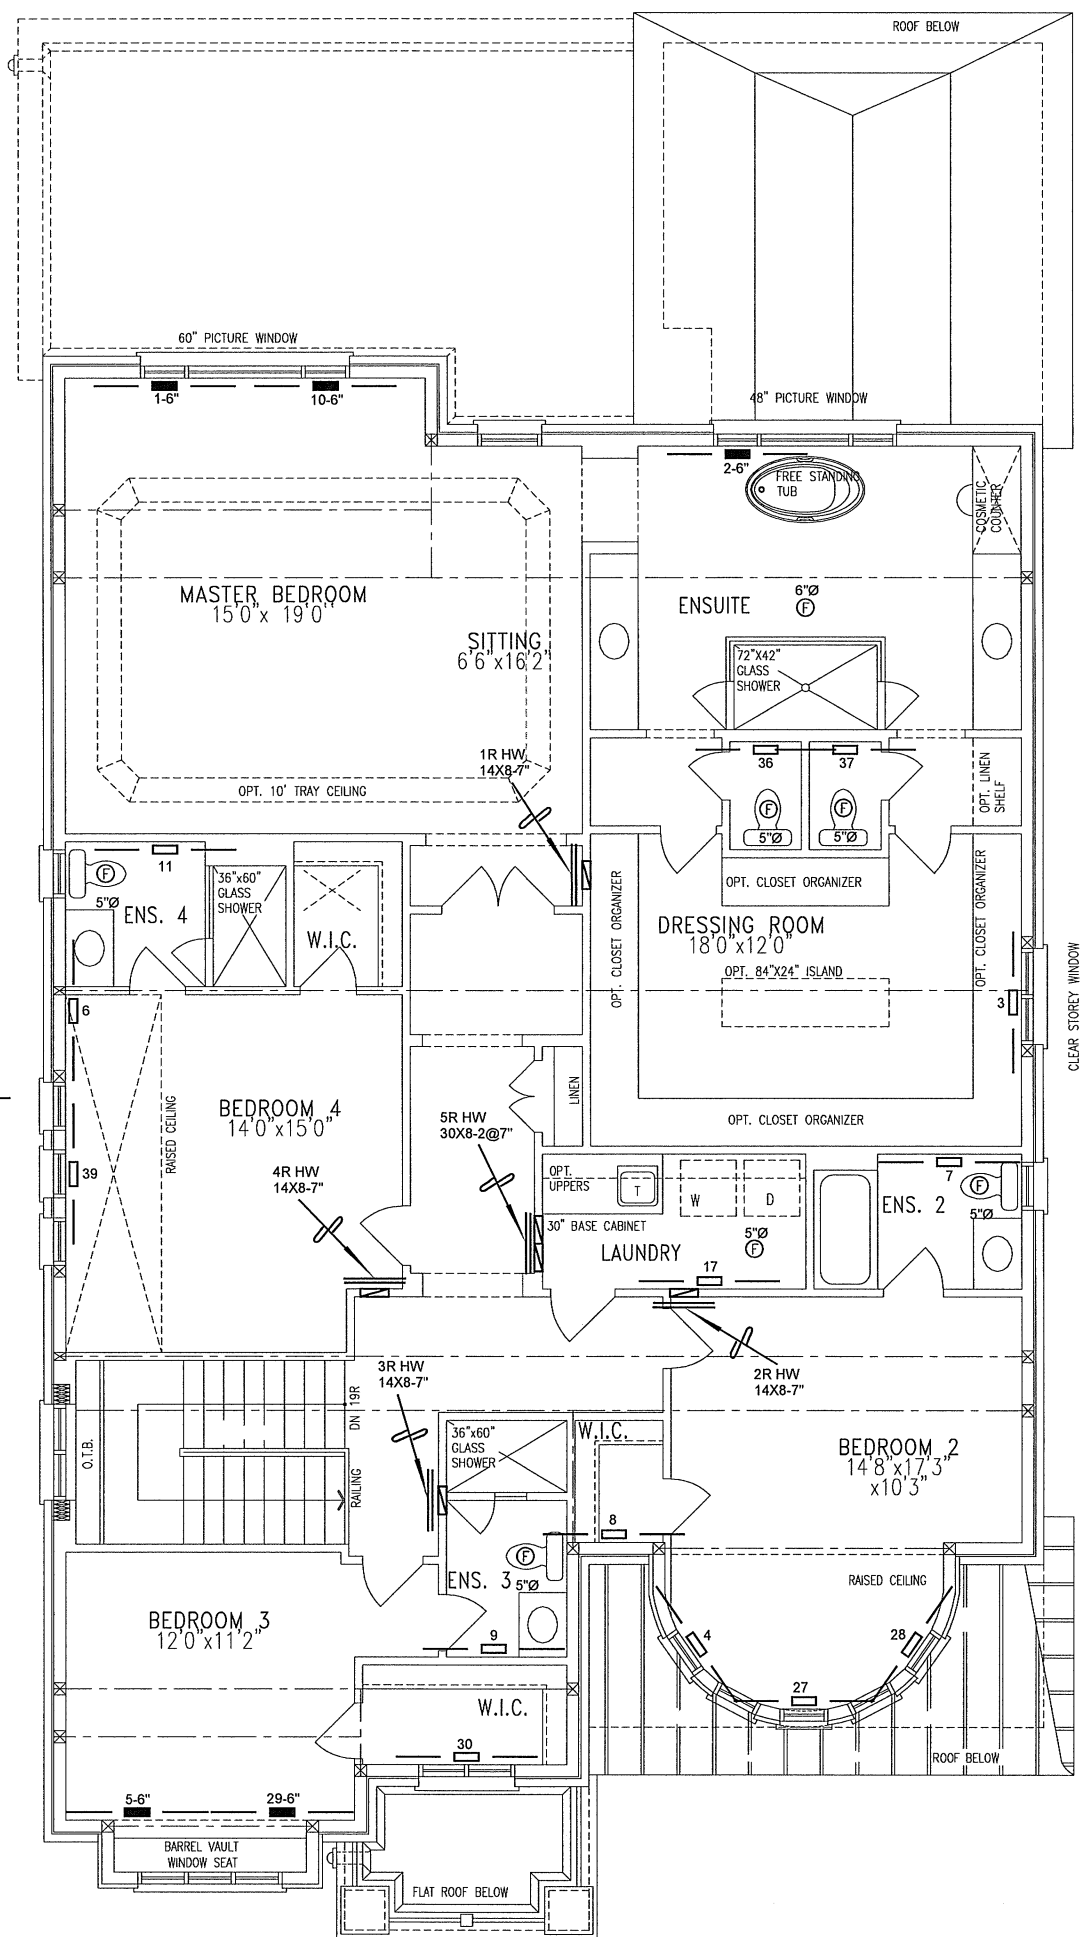 ROOF BELOW
60" PICTURE WINDOW
1-6"
10-6"
48" PICTURE WINDOW
2-6"
FREE STANDING
TUB
COSMETIC
COUNTER
MASTER BEDROOM
15'0"x 19'0"
SITTING
6'6"x16'2"
ENSUITE
6"Ø
F
72"X42"
GLASS
SHOWER
1R HW
14X8-7"
36
37
F
F
5"Ø
5"Ø
OPT. LINEN
SHELF
OPT. 10' TRAY CEILING
11
F
5"Ø
ENS. 4
36"x60"
GLASS
SHOWER
W.I.C.
OPT. CLOSET ORGANIZER
OPT. CLOSET ORGANIZER
OPT. CLOSET ORGANIZER
DRESSING ROOM
18'0"x12'0"
OPT. 84"X24" ISLAND
3
CLEAR STOREY WINDOW
6
RAISED CEILING
BEDROOM 4
14'0"x15'0"
39
LINEN
OPT. CLOSET ORGANIZER
5R HW
30X8-2@7"
4R HW
14X8-7"
OPT.
UPPERS
T
W
D
30" BASE CABINET
LAUNDRY
5"Ø
F
17
7
F
5"Ø
ENS. 2
3R HW
14X8-7"
2R HW
14X8-7"
DN 19R
O.T.B.
RAILING
36"x60"
GLASS
SHOWER
W.I.C.
BEDROOM 2
14'8"x17'3"
x10'3"
8
F
ENS. 3
5"Ø
RAISED CEILING
BEDROOM 3
12'0"x11'2"
9
4
28
27
W.I.C.
30
ROOF BELOW
5-6"
29-6"
BARREL VAULT
WINDOW SEAT
FLAT ROOF BELOW